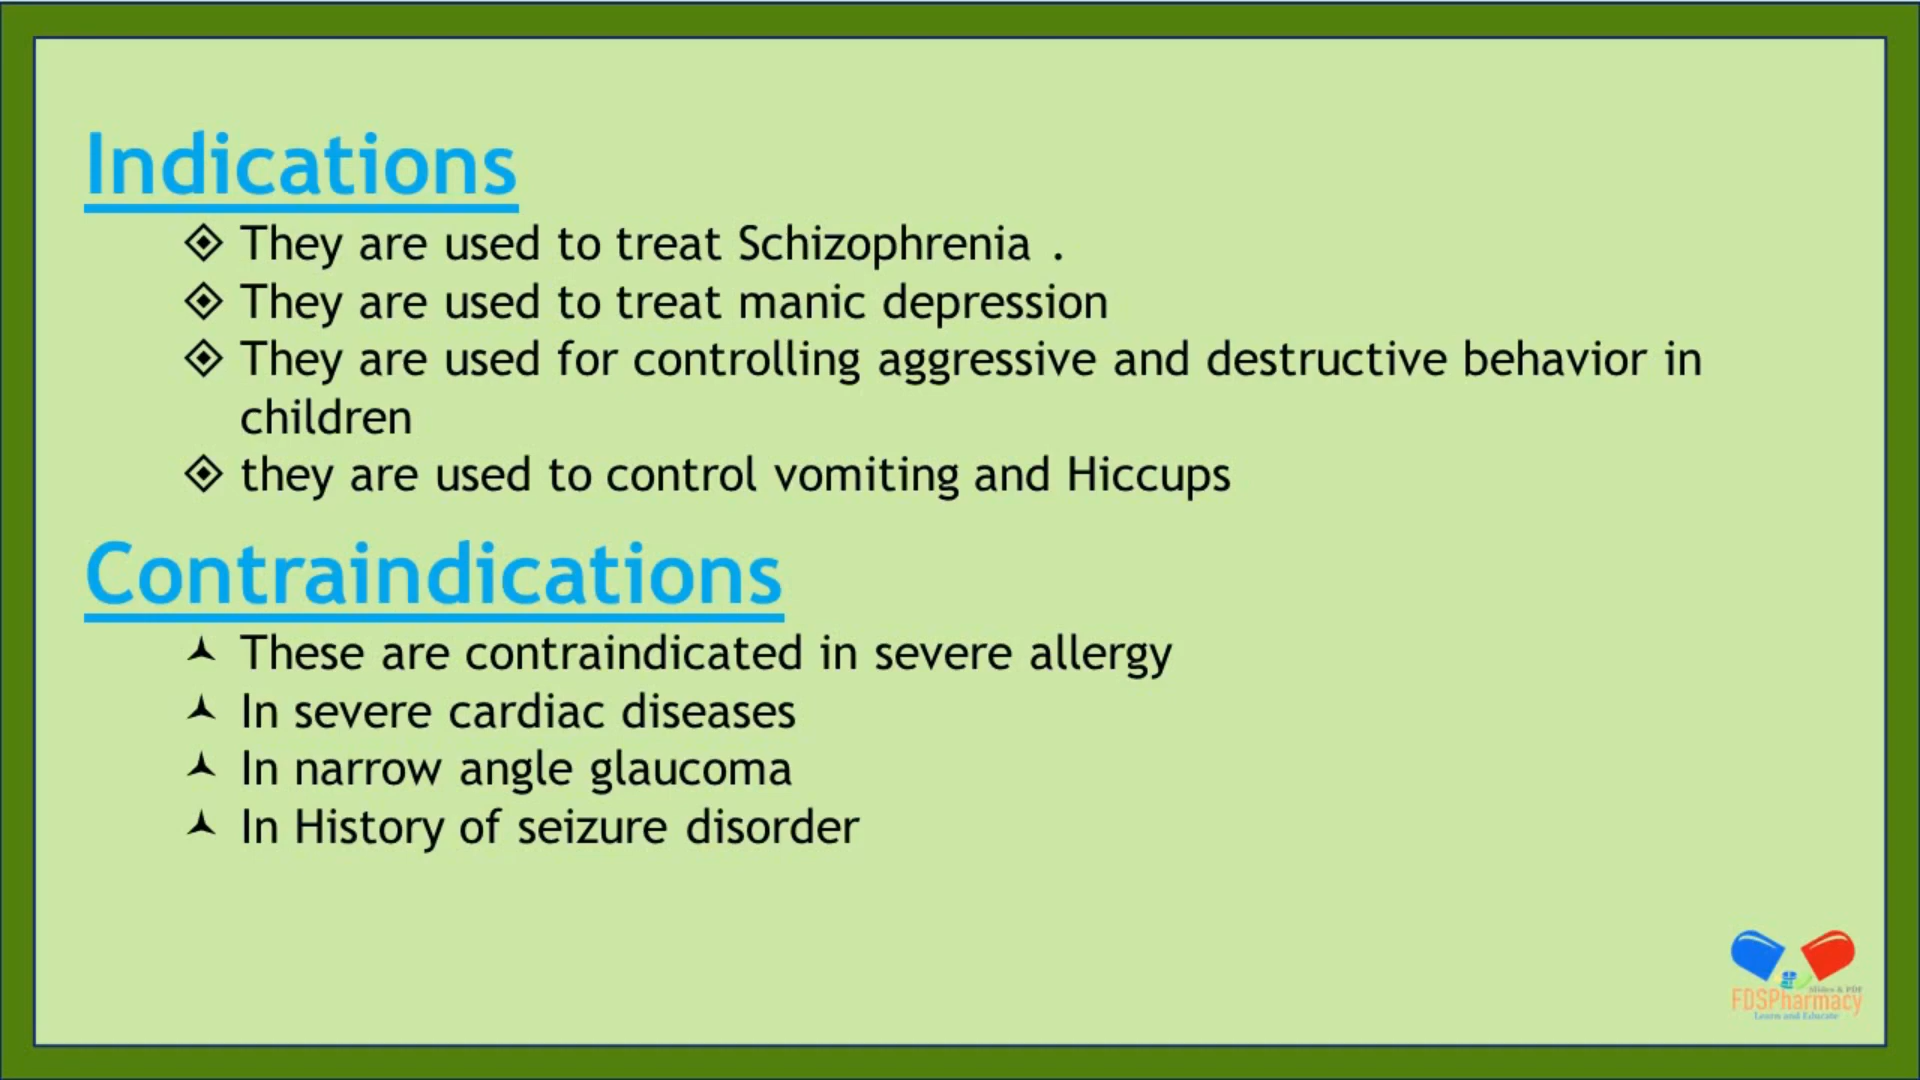 Indications
They are used to treat Schizophrenia .
They are used to treat manic depression
They are used for controlling aggressive and destructive behavior in
children
they are used to control vomiting and Hiccups
Contraindications
These are contraindicated in severe allergy
In severe cardiac diseases
In narrow angle glaucoma
In History of seizure disorder
Slides & PDF
FDSPharmacy
Learn and Educate